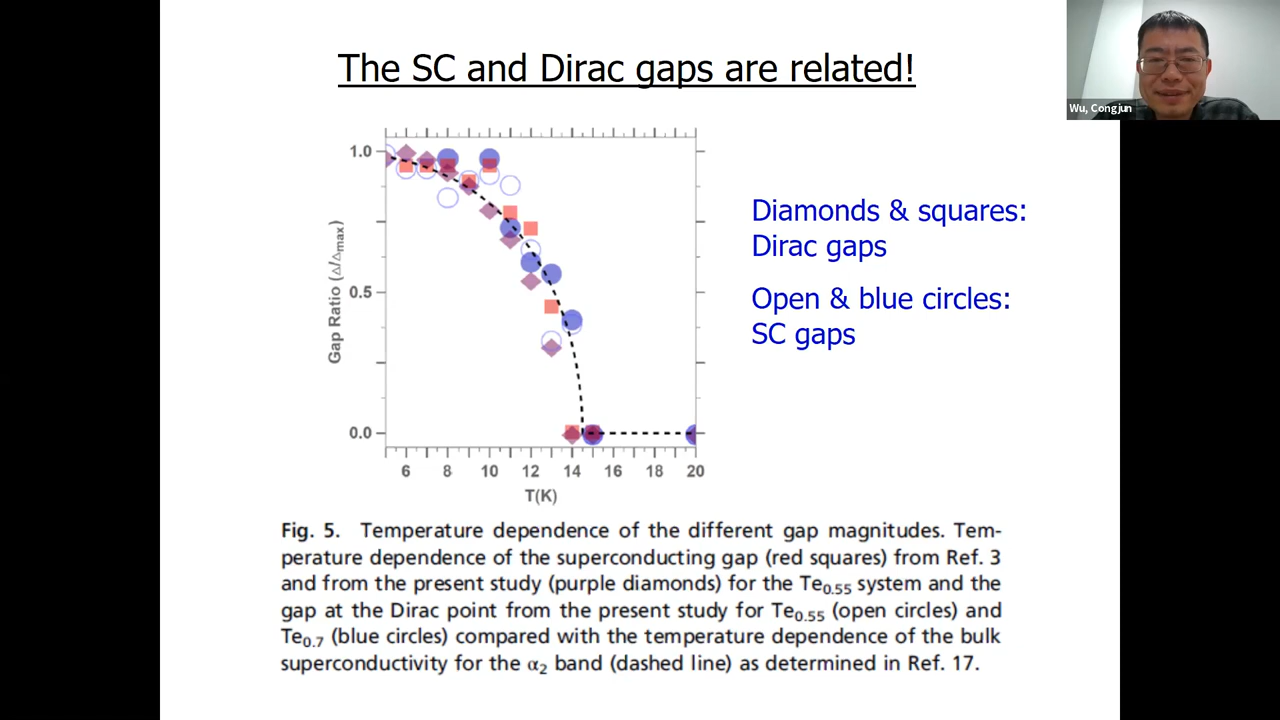 The SC and Dirac gaps are related!
Wu, Congjun
1.0
0.5
0.0
Gap Ratio (Δ/Δmax)
6 8 10 12 14 16 18 20
T(K)
Diamonds & squares:
Dirac gaps
Open & blue circles:
SC gaps
Fig. 5. Temperature dependence of the different gap magnitudes. Tem-
perature dependence of the superconducting gap (red squares) from Ref. 3
and from the present study (purple diamonds) for the Te0.55 system and the
gap at the Dirac point from the present study for Te0.55 (open circles) and
Te0.7 (blue circles) compared with the temperature dependence of the bulk
superconductivity for the α2 band (dashed line) as determined in Ref. 17.